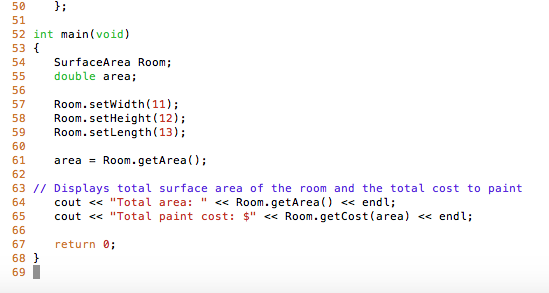 50    };
51
52 int main(void)
53 {
54    SurfaceArea Room;
55    double area;
56
57    Room.setWidth(11);
58    Room.setHeight(12);
59    Room.setLength(13);
60
61    area = Room.getArea();
62
63 // Displays total surface area of the room and the total cost to paint
64    cout << "Total area: " << Room.getArea() << endl;
65    cout << "Total paint cost: $" << Room.getCost(area) << endl;
66
67    return 0;
68 }
69